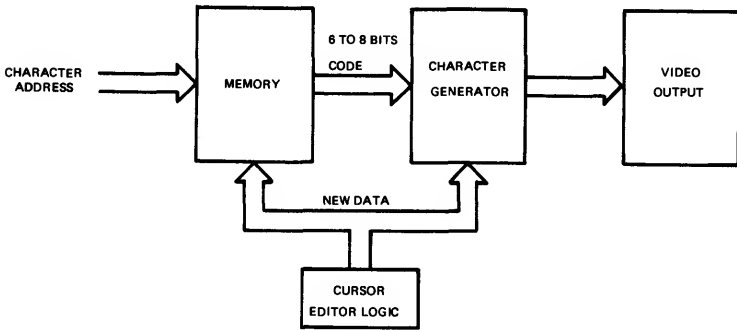 CHARACTER
ADDRESS
MEMORY
6 TO 8 BITS
CODE
CHARACTER
GENERATOR
VIDEO
OUTPUT
NEW DATA
CURSOR
EDITOR LOGIC